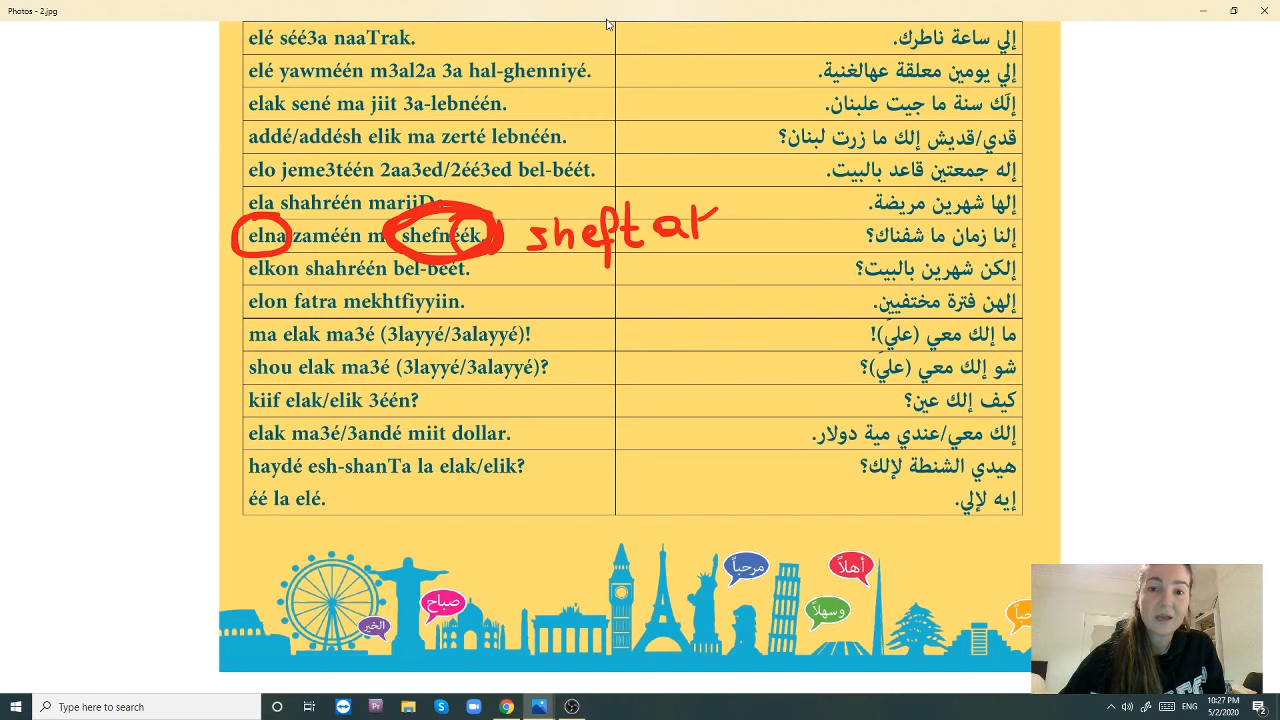 Photos - 2.jpg
elé séé3a naaTrak. إلي ساعة ناطرك.
elé yawméén m3al2a 3a hal-ghenniyé. إلي يومين معلقة عهالغنية.
elak sené ma jiit 3a-lebnéén. إلَك سنة ما جيت علبنان.
addé/addésh elik ma zerté lebnéén. قدي/قديش إلك ما زرت لبنان؟
elo jeme3téén 2aa3ed/2éé3ed bel-béét. إله جمعتين قاعد بالبيت.
ela shahréén mariiDa. إلها شهرين مريضة.
elna zaméén ma shefnéék. sheftak إلنا زمان ما شفناك؟
elkon shahréén bel-béét. إلكن شهرين بالبيت؟
elon fatra mekhtfiyyiin. إلهن فترة مختفيين.
ma elak ma3é (3layyé/3alayyé)! ما إلك معي (عليَ)!
shou elak ma3é (3layyé/3alayyé)? شو إلك معي (عليَ)؟
kiif elak/elik 3één? كيف إلك عين؟
elak ma3é/3andé miit dollar. إلك معي/عندي مية دولار.
haydé esh-shanTa la elak/elik? هيدي الشنطة لإلك؟
éé la elé. إيه لإلي.
صباح
الخير
مرحباً
أهلاً
وسهلاً
Type here to search
Pr
S
ENG
10:27 PM
5/2/2020
2